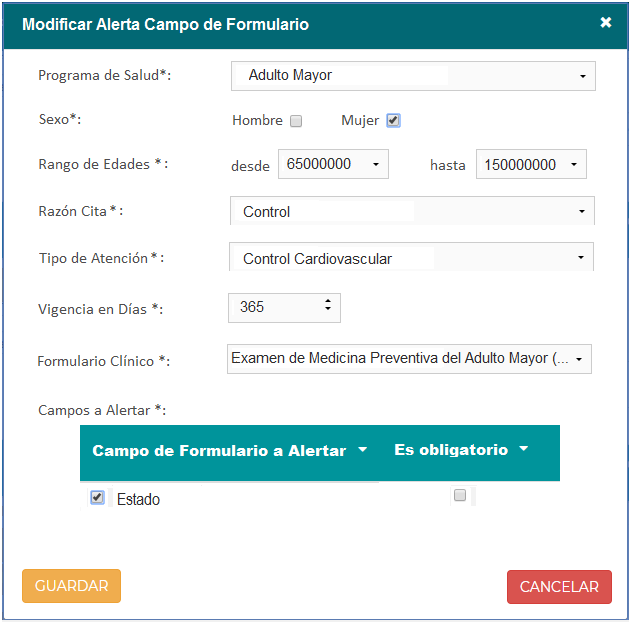 Modificar Alerta Campo de Formulario ×
Programa de Salud*: Adulto Mayor
Sexo*: Hombre Mujer
Rango de Edades *: desde 65000000 hasta 150000000
Razón Cita*: Control
Tipo de Atención*: Control Cardiovascular
Vigencia en Días *: 365
Formulario Clínico *: Examen de Medicina Preventiva del Adulto Mayor (...
Campos a Alertar *:
Campo de Formulario a Alertar Es obligatorio
Estado
GUARDAR CANCELAR